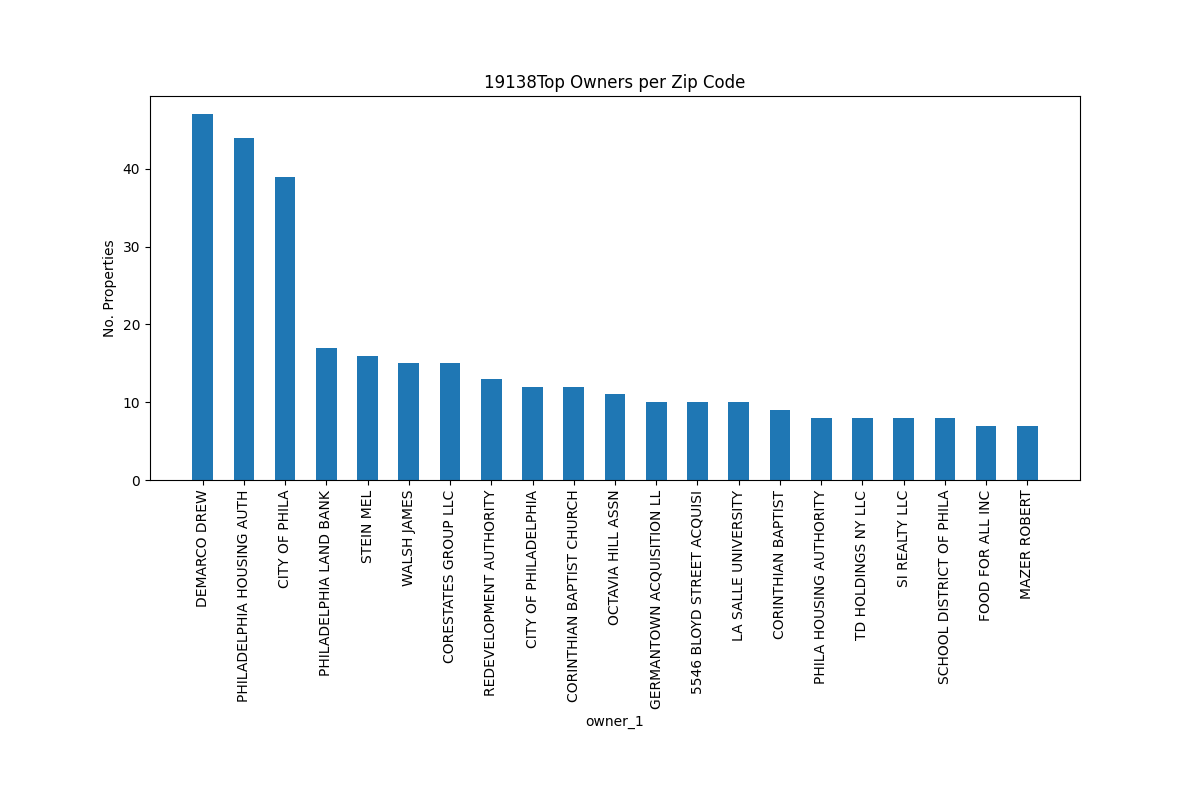 19138Top Owners per Zip Code
No. Properties
40
30
20
10
0
DEMARCO DREW
PHILADELPHIA HOUSING AUTH
CITY OF PHILA
PHILADELPHIA LAND BANK
STEIN MEL
WALSH JAMES
CORESTATES GROUP LLC
REDEVELOPMENT AUTHORITY
CITY OF PHILADELPHIA
CORINTHIAN BAPTIST CHURCH
OCTAVIA HILL ASSN
GERMANTOWN ACQUISITION LL
5546 BLOYD STREET ACQUISI
LA SALLE UNIVERSITY
CORINTHIAN BAPTIST
PHILA HOUSING AUTHORITY
TD HOLDINGS NY LLC
SI REALTY LLC
SCHOOL DISTRICT OF PHILA
FOOD FOR ALL INC
MAZER ROBERT
owner_1